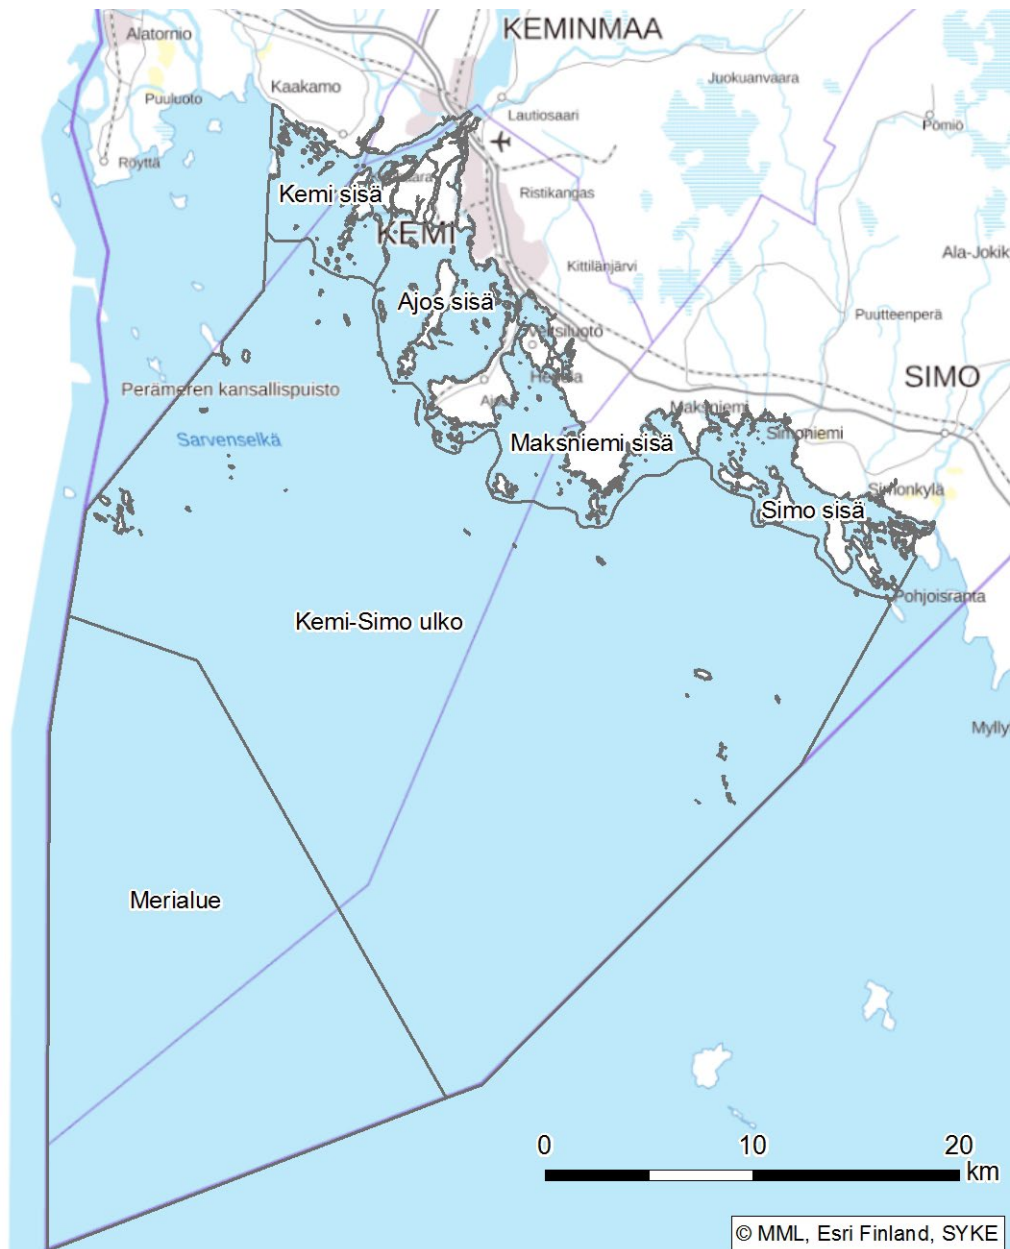 KEMINMAA
Alatornio
Juokuanvaara
Kaakamo
Puuluoto
Lautiosaari
Pömiö
Röyttä
Ristikangas
Kemi sisä
KEMI
Ala-Jokik
Kittilänjärvi
Ajos sisä
Puutteenperä
Veitsiluoto
SIMO
Perämeren kansallispuisto
Maksniemi
Sarvenselkä
Maksniemi sisä
Simoniemi
Simonkylä
Simo sisä
Pohjoisranta
Kemi-Simo ulko
Mylly
Merialue
0 10 20
km
© MML, Esri Finland, SYKE